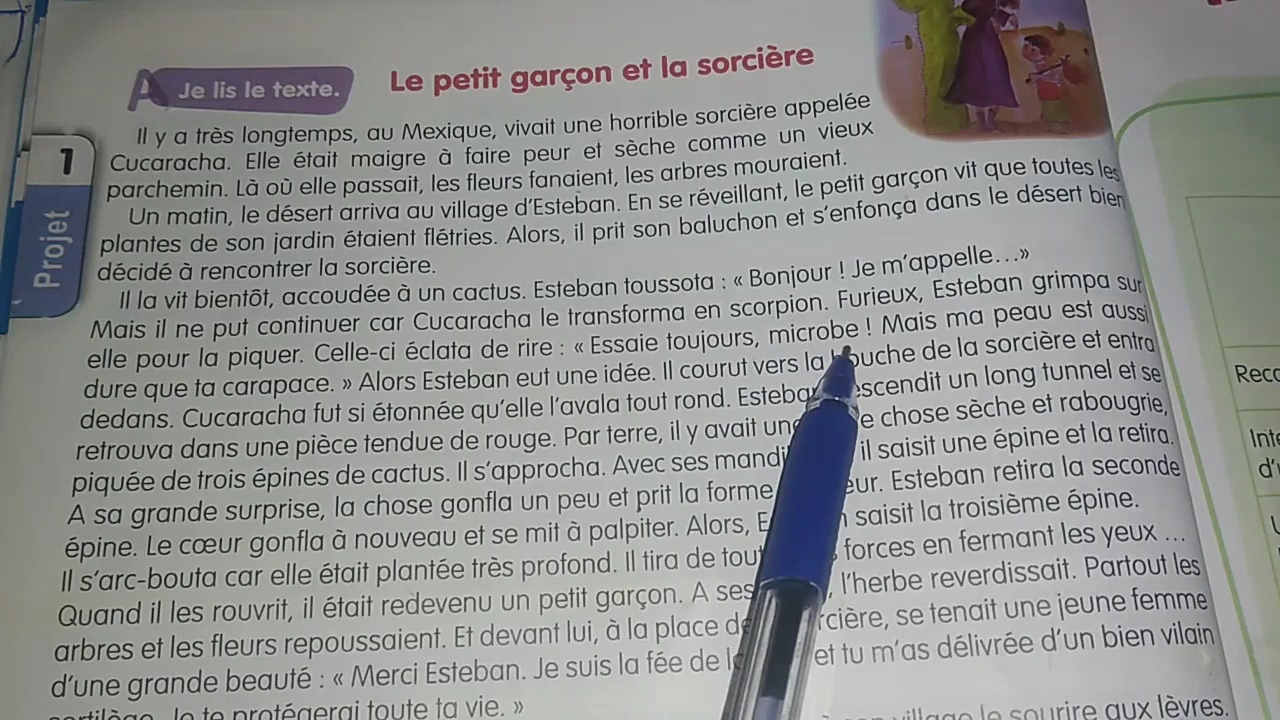 A Je lis le texte.
Le petit garçon et la sorcière
Il y a très longtemps, au Mexique, vivait une horrible sorcière appelée
Cucaracha. Elle était maigre à faire peur et sèche comme un vieux
parchemin. Là où elle passait, les fleurs fanaient, les arbres mouraient.
Un matin, le désert arriva au village d'Esteban. En se réveillant, le petit garçon vit que toutes les
plantes de son jardin étaient flétries. Alors, il prit son baluchon et s'enfonça dans le désert bien
décidé à rencontrer la sorcière.
Il la vit bientôt, accoudée à un cactus. Esteban toussota : « Bonjour ! Je m'appelle...»
Mais il ne put continuer car Cucaracha le transforma en scorpion. Furieux, Esteban grimpa sur
elle pour la piquer. Celle-ci éclata de rire : « Essaie toujours, microbe ! Mais ma peau est aussi
dure que ta carapace. » Alors Esteban eut une idée. Il courut vers la bouche de la sorcière et entra
dedans. Cucaracha fut si étonnée qu'elle l'avala tout rond. Esteban descendit un long tunnel et se
retrouva dans une pièce tendue de rouge. Par terre, il y avait une chose sèche et rabougrie,
piquée de trois épines de cactus. Il s'approcha. Avec ses il saisit une épine et la retira.
A sa grande surprise, la chose gonfla un peu et prit la forme Esteban retira la seconde
épine. Le cœur gonfla à nouveau et se mit à palpiter. Alors, saisit la troisième épine.
Il s'arc-bouta car elle était plantée très profond. Il tira de forces en fermant les yeux ...
Quand il les rouvrit, il était redevenu un petit garçon. A ses l'herbe reverdissait. Partout les
arbres et les fleurs repoussaient. Et devant lui, à la place de sorcière, se tenait une jeune femme
d'une grande beauté : « Merci Esteban. Je suis la fée de et tu m'as délivrée d'un bien vilain
Je te protégerai toute ta vie. »
village le sourire aux lèvres.
1
Projet